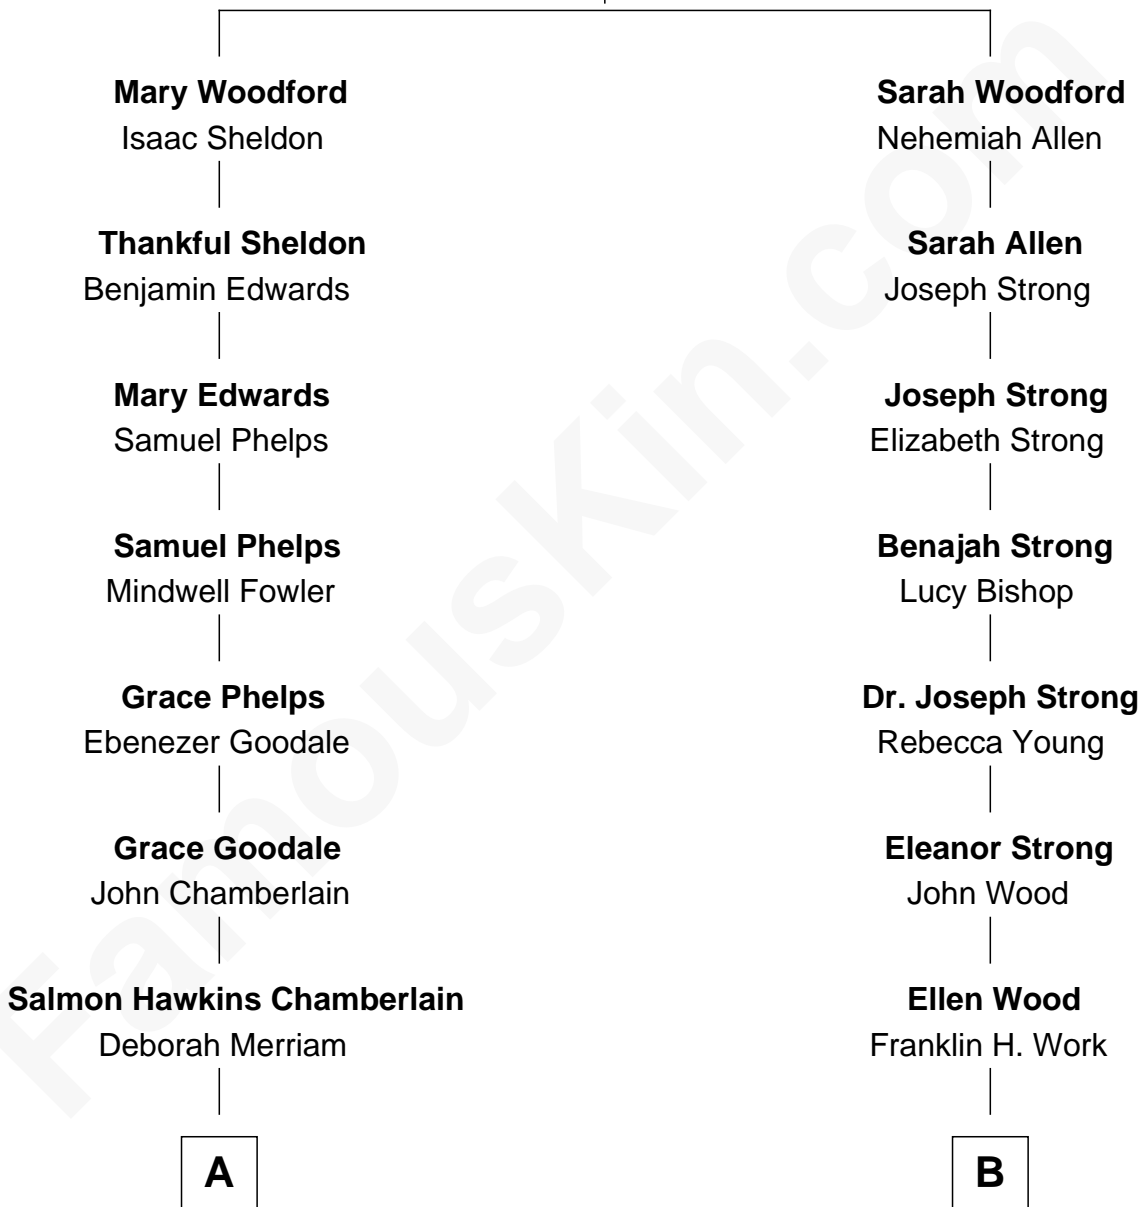 Mary Woodford
Isaac Sheldon
Thankful Sheldon
Benjamin Edwards
Mary Edwards
Samuel Phelps
Samuel Phelps
Mindwell Fowler
Grace Phelps
Ebenezer Goodale
Grace Goodale
John Chamberlain
Salmon Hawkins Chamberlain
Deborah Merriam
A
Sarah Woodford
Nehemiah Allen
Sarah Allen
Joseph Strong
Joseph Strong
Elizabeth Strong
Benajah Strong
Lucy Bishop
Dr. Joseph Strong
Rebecca Young
Eleanor Strong
John Wood
Ellen Wood
Franklin H. Work
B
FamousKin.com